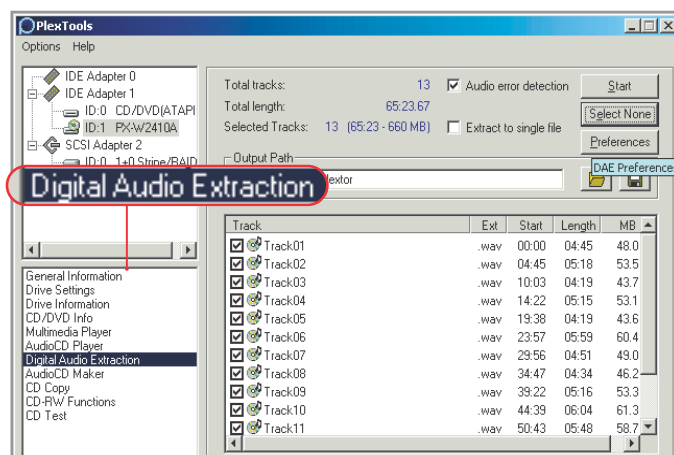 PlexTools
Options Help
IDE Adapter 0
IDE Adapter 1
ID:0 CD/DVD(ATAPI
ID:1 PX-W2410A
SCSI Adapter 2
ID:0 1+0 Stripe/RAID
Digital Audio Extraction
General Information
Drive Settings
Drive Information
CD/DVD Info
Multimedia Player
AudioCD Player
Digital Audio Extraction
AudioCD Maker
CD Copy
CD-RW Functions
CD Test
Total tracks: 13
Total length: 65:23.67
Selected Tracks: 13 (65:23 - 660 MB)
Audio error detection
Extract to single file
Start
Select None
Preferences
DAE Preference
Output Path
lextor
Track Ext Start Length MB
Track01 .wav 00:00 04:45 48.0
Track02 .wav 04:45 05:18 53.5
Track03 .wav 10:03 04:19 43.7
Track04 .wav 14:22 05:15 53.1
Track05 .wav 19:38 04:19 43.6
Track06 .wav 23:57 05:59 60.4
Track07 .wav 29:56 04:51 49.0
Track08 .wav 34:47 04:34 46.2
Track09 .wav 39:22 05:16 53.3
Track10 .wav 44:39 06:04 61.3
Track11 .wav 50:43 05:48 58.7